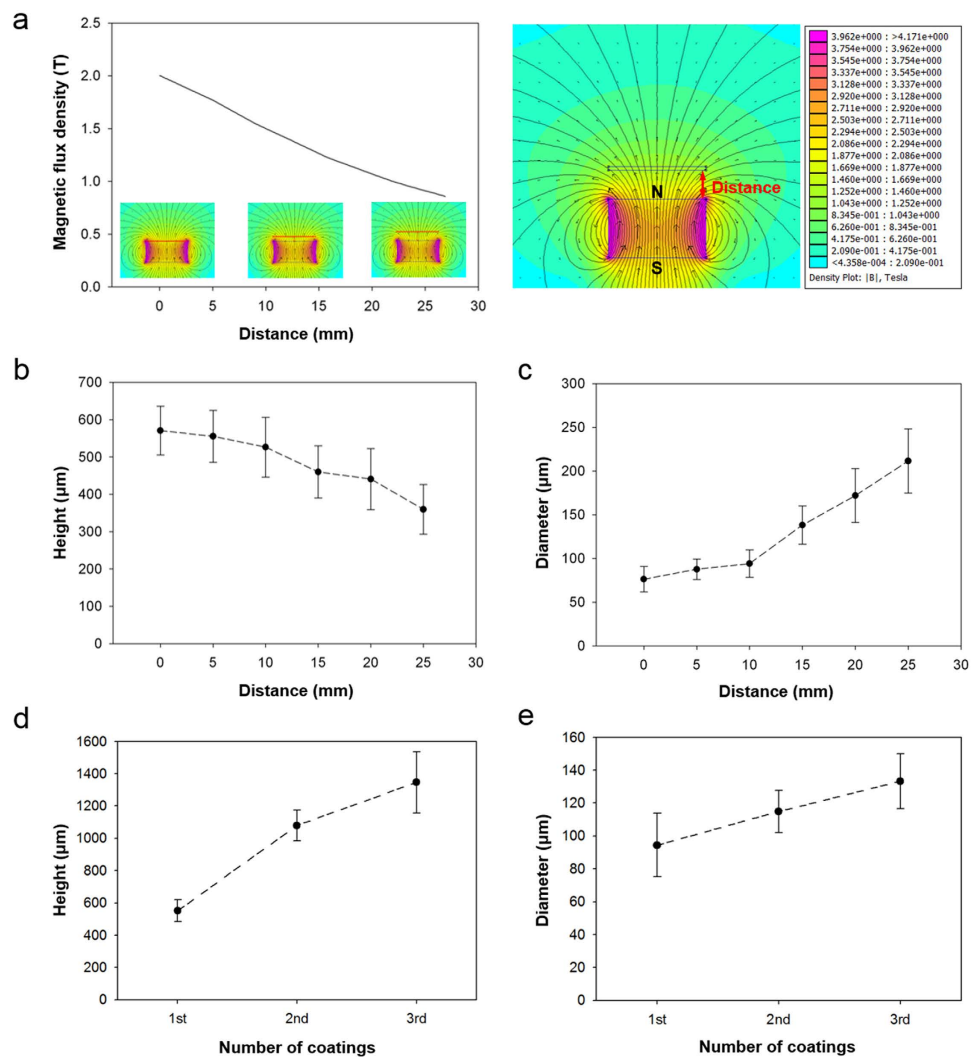 a
2.5
2.0
1.5
1.0
0.5
0.0
Magnetic flux density (T)
0 5 10 15 20 25 30
Distance (mm)
N
Distance
S
3.962e+000 : >4.171e+000
3.754e+000 : 3.962e+000
3.545e+000 : 3.754e+000
3.337e+000 : 3.545e+000
3.128e+000 : 3.337e+000
2.920e+000 : 3.128e+000
2.711e+000 : 2.920e+000
2.503e+000 : 2.711e+000
2.294e+000 : 2.503e+000
2.086e+000 : 2.294e+000
1.877e+000 : 2.086e+000
1.669e+000 : 1.877e+000
1.460e+000 : 1.669e+000
1.252e+000 : 1.460e+000
1.043e+000 : 1.252e+000
8.345e-001 : 1.043e+000
6.260e-001 : 8.345e-001
4.175e-001 : 6.260e-001
2.090e-001 : 4.175e-001
<4.358e-004 : 2.090e-001
Density Plot: |B|, Tesla
b
700
600
500
400
300
200
100
0
Height (μm)
0 5 10 15 20 25 30
Distance (mm)
c
300
250
200
150
100
50
0
Diameter (μm)
0 5 10 15 20 25 30
Distance (mm)
d
1600
1400
1200
1000
800
600
400
200
0
Height (μm)
1st 2nd 3rd
Number of coatings
e
160
140
120
100
80
60
40
20
0
Diameter (μm)
1st 2nd 3rd
Number of coatings